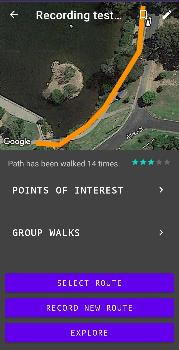 Recording test...
Google
Path has been walked 14 times
POINTS OF INTEREST
GROUP WALKS
SELECT ROUTE
RECORD NEW ROUTE
EXPLORE